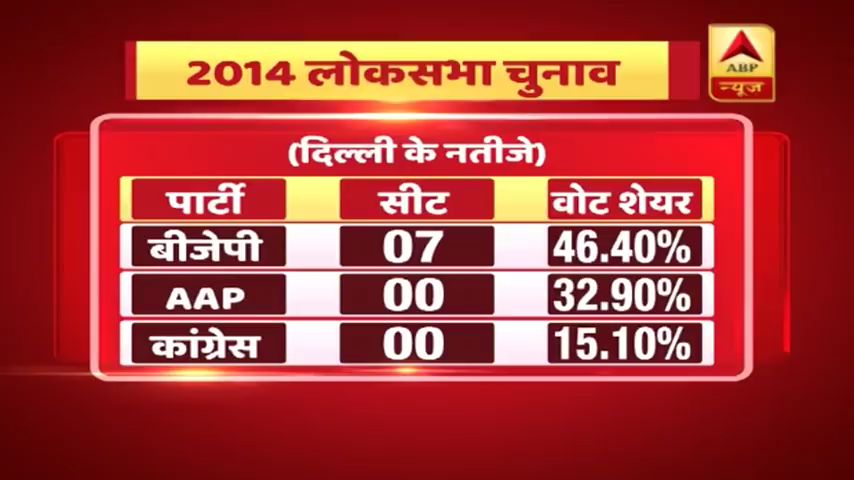 2014 लोकसभा चुनाव
ABP
न्यूज़
(दिल्ली के नतीजे)
पार्टी सीट वोट शेयर
बीजेपी 07 46.40%
AAP 00 32.90%
कांग्रेस 00 15.10%